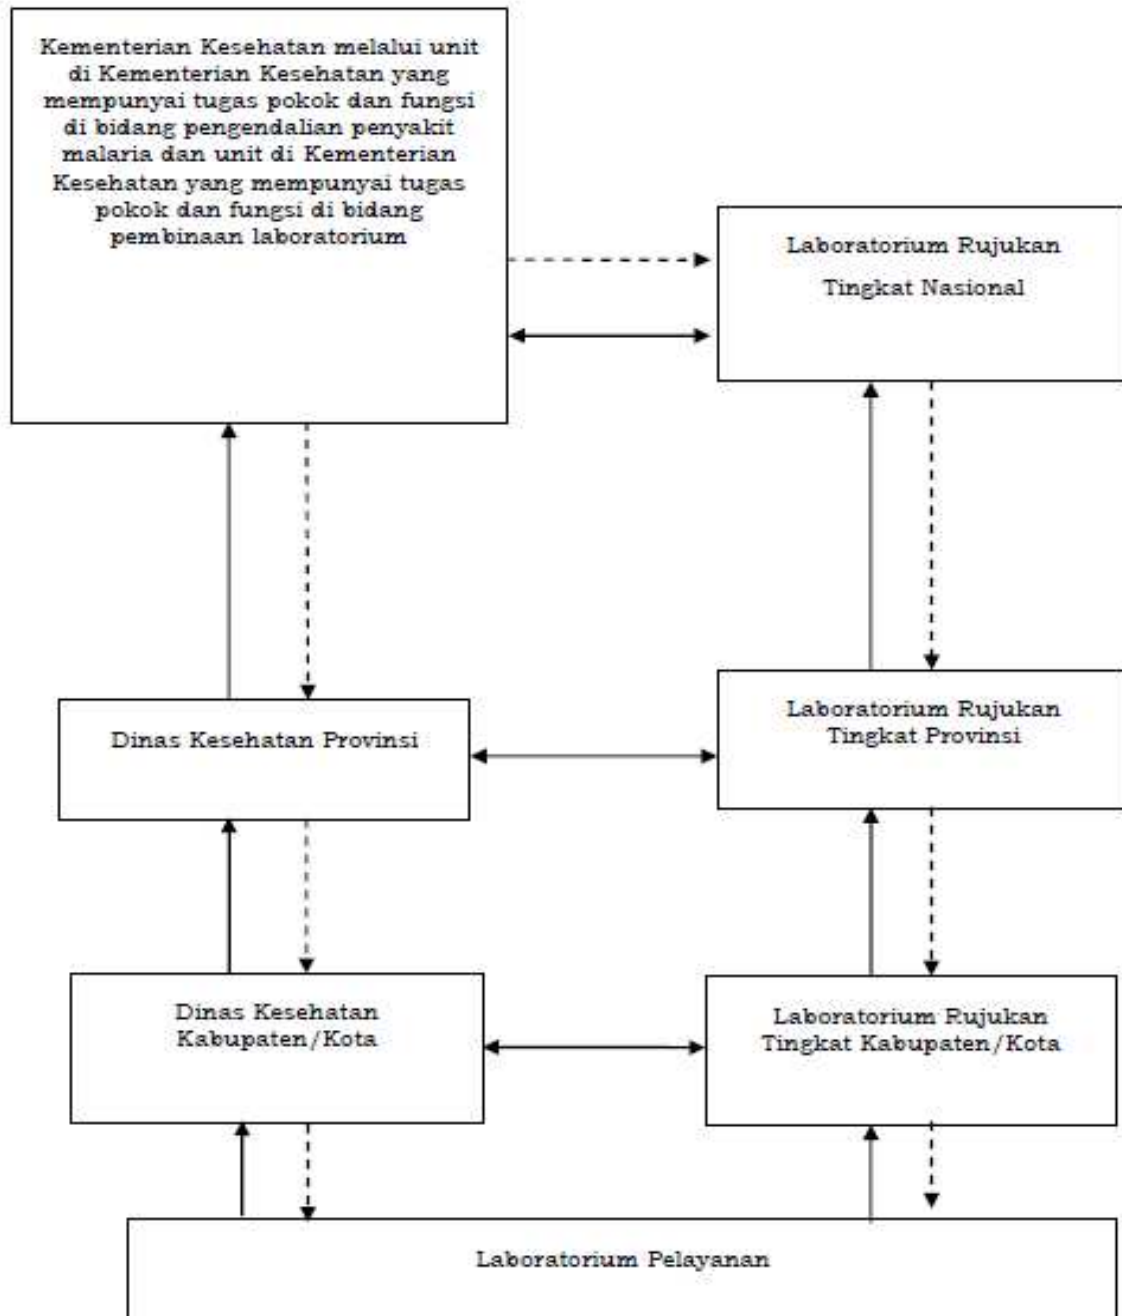 Kementerian Kesehatan melalui unit
di Kementerian Kesehatan yang
mempunyai tugas pokok dan fungsi
di bidang pengendalian penyakit
malaria dan unit di Kementerian
Kesehatan yang mempunyai tugas
pokok dan fungsi di bidang
pembinaan laboratorium
Laboratorium Rujukan
Tingkat Nasional
Dinas Kesehatan Provinsi
Laboratorium Rujukan
Tingkat Provinsi
Dinas Kesehatan
Kabupaten/Kota
Laboratorium Rujukan
Tingkat Kabupaten/Kota
Laboratorium Pelayanan